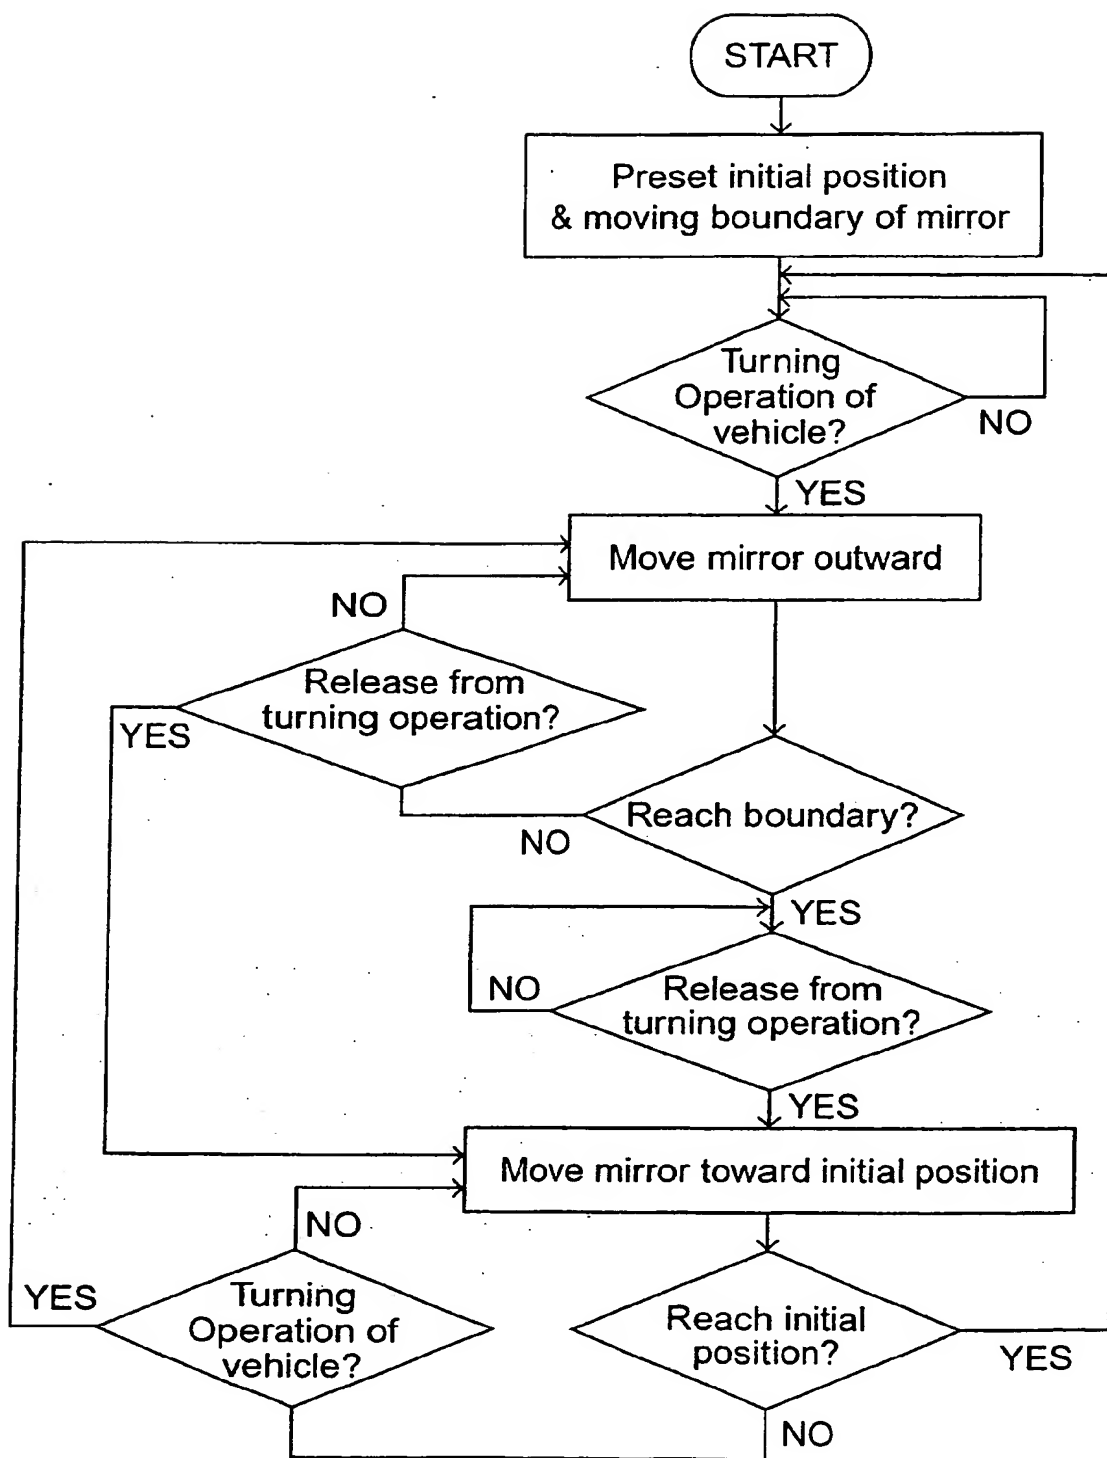 START
Preset initial position
& moving boundary of mirror
Turning
Operation of
vehicle?
NO
YES
Move mirror outward
NO
Release from
turning operation?
YES
Reach boundary?
NO
YES
NO
Release from
turning operation?
YES
Move mirror toward initial position
NO
YES
Turning
Operation of
vehicle?
Reach initial
position?
YES
NO